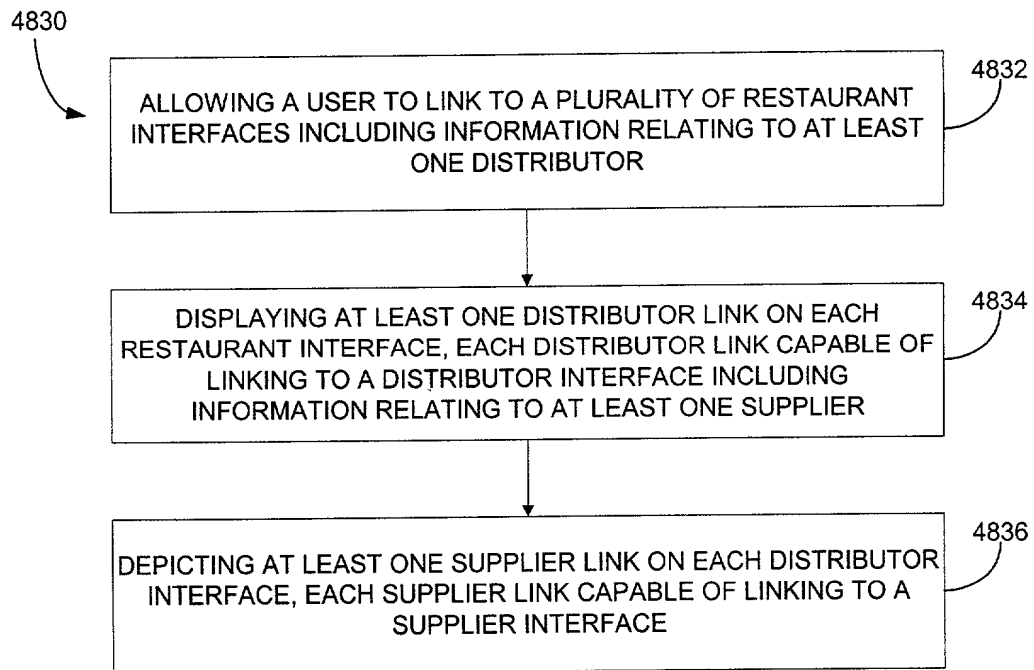 4830
4832
ALLOWING A USER TO LINK TO A PLURALITY OF RESTAURANT
INTERFACES INCLUDING INFORMATION RELATING TO AT LEAST
ONE DISTRIBUTOR
4834
DISPLAYING AT LEAST ONE DISTRIBUTOR LINK ON EACH
RESTAURANT INTERFACE, EACH DISTRIBUTOR LINK CAPABLE OF
LINKING TO A DISTRIBUTOR INTERFACE INCLUDING
INFORMATION RELATING TO AT LEAST ONE SUPPLIER
4836
DEPICTING AT LEAST ONE SUPPLIER LINK ON EACH DISTRIBUTOR
INTERFACE, EACH SUPPLIER LINK CAPABLE OF LINKING TO A
SUPPLIER INTERFACE